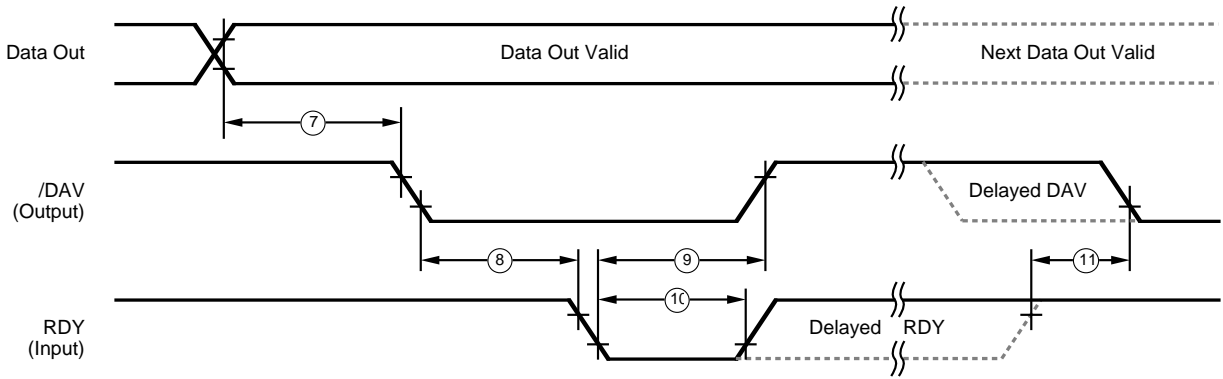 Data Out
Data Out Valid
Next Data Out Valid
7
/DAV
(Output)
Delayed DAV
8
9
11
10
RDY
(Input)
Delayed RDY